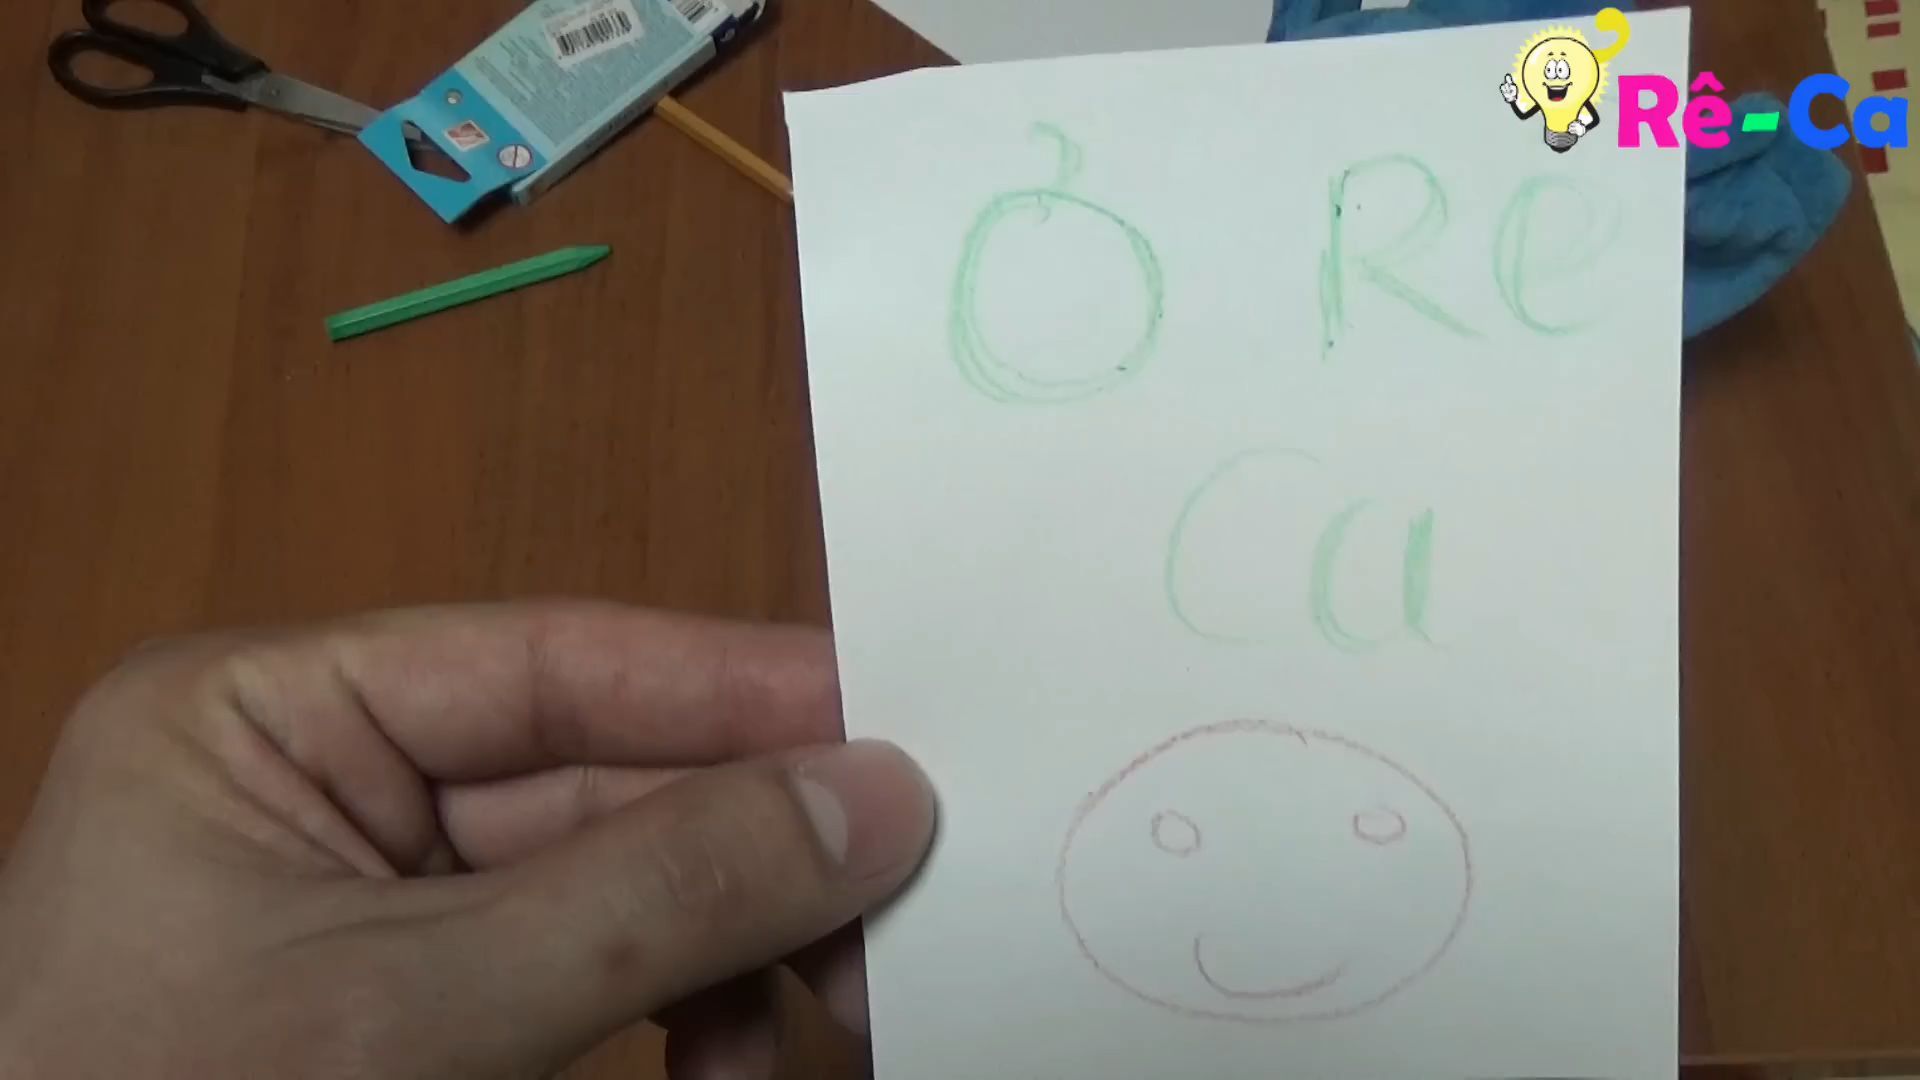 Ỏ Re
Ca
Ỏ Rê-Ca